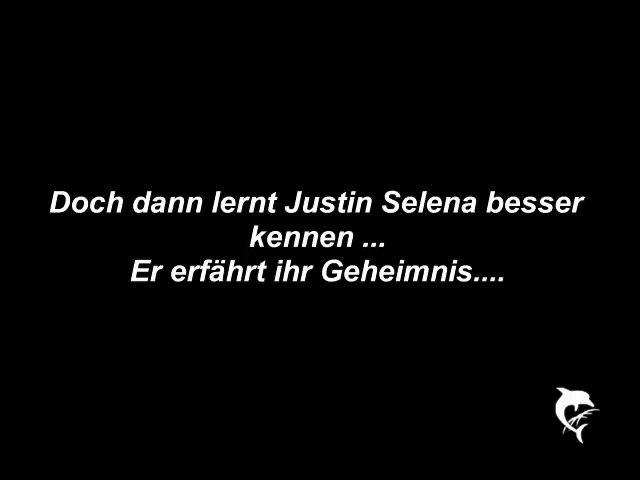 Doch dann lernt Justin Selena besser
kennen ...
Er erfährt ihr Geheimnis....